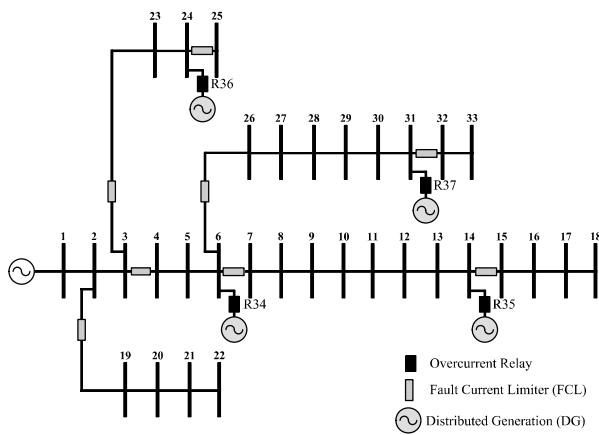 23 24 25
R36
26 27 28 29 30 31 32 33
R37
1 2 3 4 5 6 7 8 9 10 11 12 13 14 15 16 17 18
R34
R35
19 20 21 22
Overcurrent Relay
Fault Current Limiter (FCL)
Distributed Generation (DG)